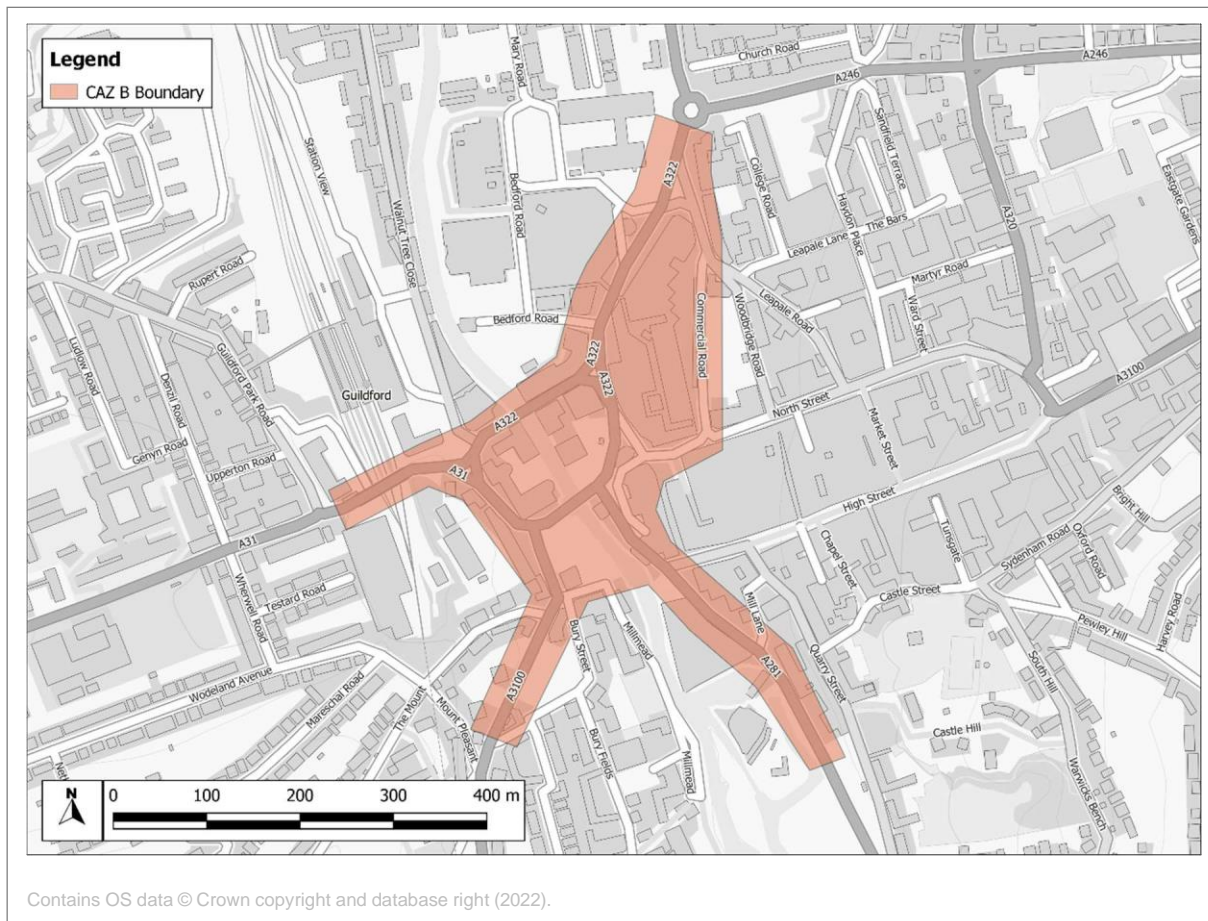 Legend
CAZ B Boundary
Church Road
A246
A246
Mary Road
Station View
Walnut Tree Close
Bedford Road
A322
College Road
Sandfield Terrace
Haydon Place
Eastgate Gardens
A320
Leapale Lane
The Bars
Martyr Road
Rupert Road
Bedford Road
Commercial Road
Woodbridge Road
Leapale Road
Ward Street
A3100
Ludlow Road
Denzil Road
Guildford Park Road
Guildford
A322
A322
A322
North Street
Market Street
Genyn Road
Upperton Road
A31
High Street
Bright Hill
A31
Tunsgate
Sydenham Road
Oxford Road
Wherwell Road
Testard Road
Chapel Street
Castle Street
Mill Lane
Pewley Hill
Harvey Road
Bury Street
Millmead
Quarry Street
A281
South Hill
Wodeland Avenue
Mareschal Road
The Mount
Mount Pleasant
A3100
Bury Fields
Millmead
Castle Hill
Warwicks Bench
N
0 100 200 300 400 m
Contains OS data © Crown copyright and database right (2022).